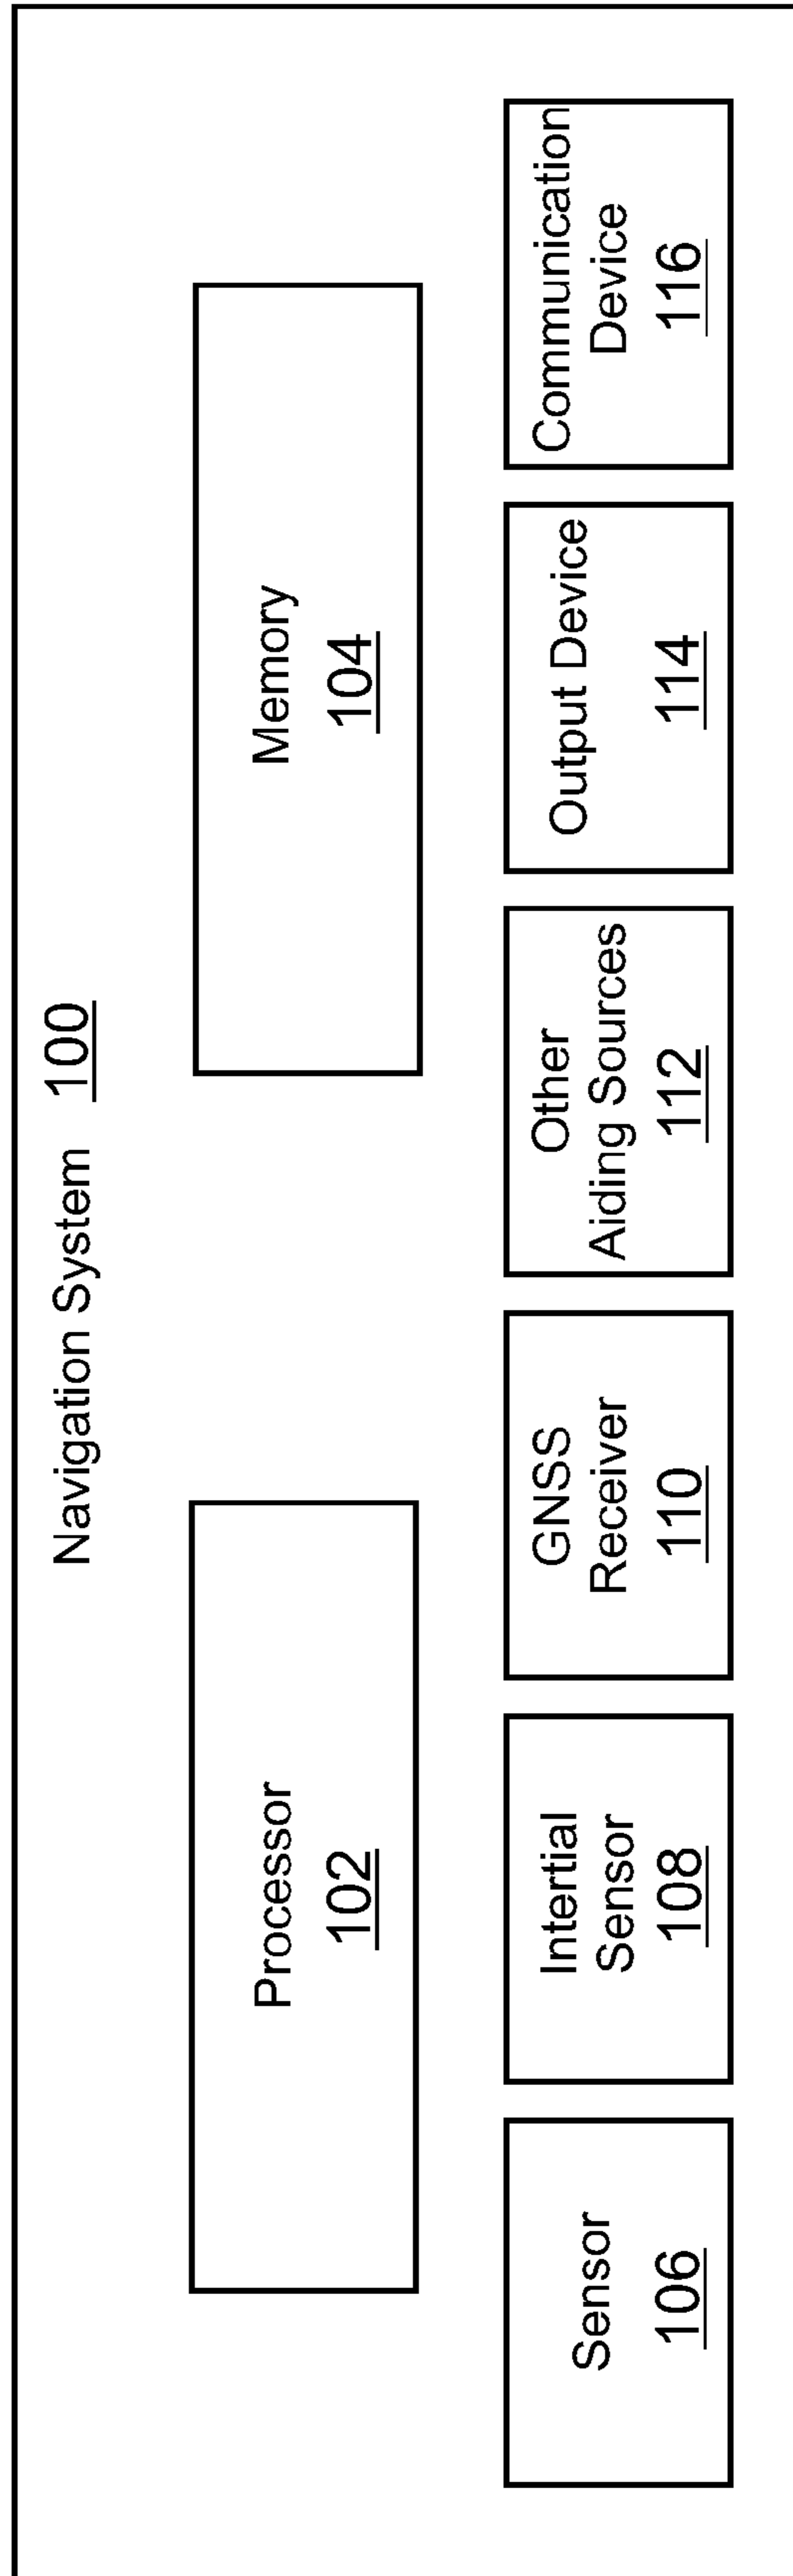 Navigation System 100
Processor
102
Memory
104
Sensor
106
Intertial
Sensor
108
GNSS
Receiver
110
Other
Aiding Sources
112
Output Device
114
Communication
Device
116